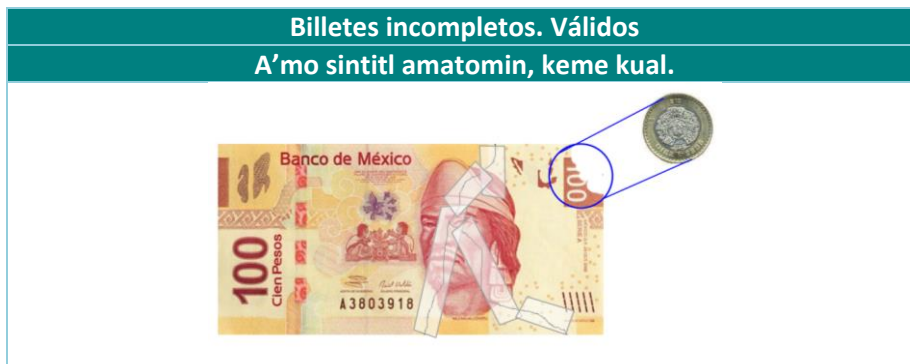 Billetes incompletos. Válidos
A’mo sintitl amatomin, keme kual.
Banco de México
100
Cien Pesos
A3803918
100